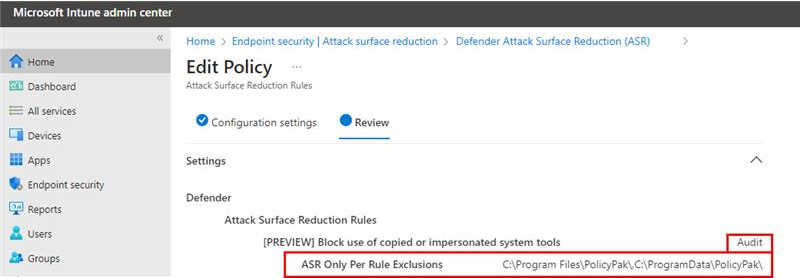 Microsoft Intune admin center
«
Home
Dashboard
All services
Devices
Apps
Endpoint security
Reports
Users
Groups
Home > Endpoint security | Attack surface reduction > Defender Attack Surface Reduction (ASR) >
Edit Policy ...
Attack Surface Reduction Rules
Configuration settings
Review
Settings
Defender
Attack Surface Reduction Rules
[PREVIEW] Block use of copied or impersonated system tools Audit
ASR Only Per Rule Exclusions C:\Program Files\PolicyPak\,C:\ProgramData\PolicyPak\